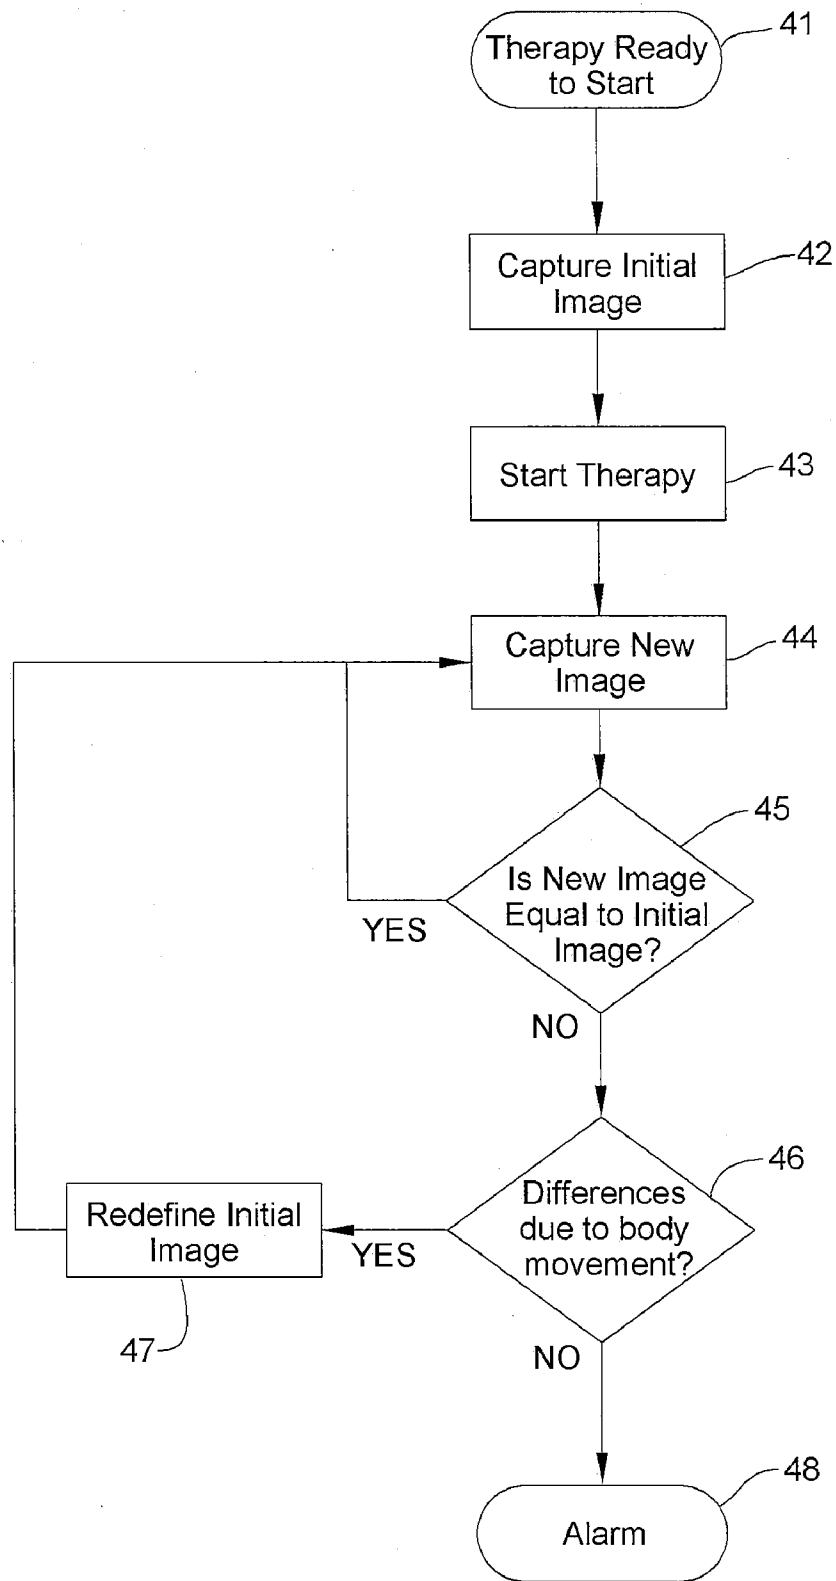 Therapy Ready
to Start
41
Capture Initial
Image
42
Start Therapy
43
Capture New
Image
44
Is New Image
Equal to Initial
Image?
45
YES
NO
Differences
due to body
movement?
46
YES
Redefine Initial
Image
47
NO
Alarm
48